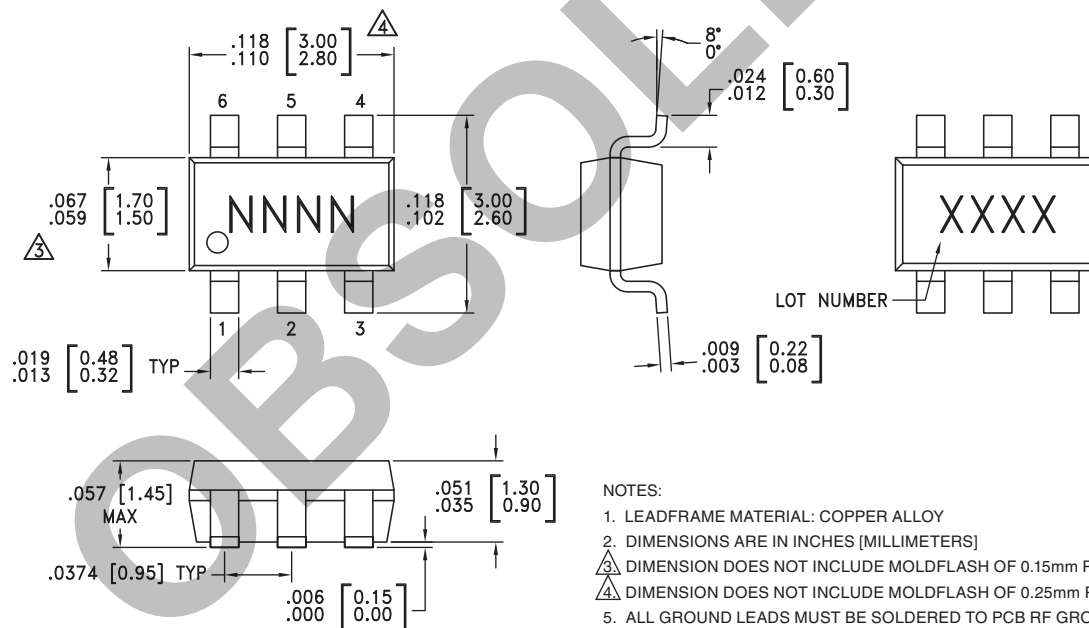 .118 [3.00]
.110 [2.80]
4
6 5 4
.067 [1.70]
.059 [1.50]
3
NNNN
.118 [3.00]
.102 [2.60]
1 2 3
.019 [0.48]
.013 [0.32]
TYP
8°
0°
.024 [0.60]
.012 [0.30]
.009 [0.22]
.003 [0.08]
XXXX
LOT NUMBER
.057 [1.45]
MAX
.051 [1.30]
.035 [0.90]
.0374 [0.95] TYP
.006 [0.15]
.000 [0.00]
NOTES:
1. LEADFRAME MATERIAL: COPPER ALLOY
2. DIMENSIONS ARE IN INCHES [MILLIMETERS]
3. DIMENSION DOES NOT INCLUDE MOLDFLASH OF 0.15mm
4. DIMENSION DOES NOT INCLUDE MOLDFLASH OF 0.25mm
5. ALL GROUND LEADS MUST BE SOLDERED TO PCB RF
OBSOL